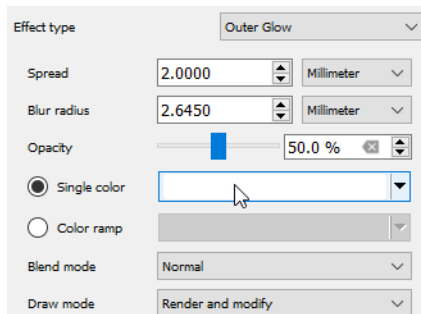 Effect type Outer Glow
Spread 2.0000 Millimeter
Blur radius 2.6450 Millimeter
Opacity 50.0 %
Single color
Color ramp
Blend mode Normal
Draw mode Render and modify